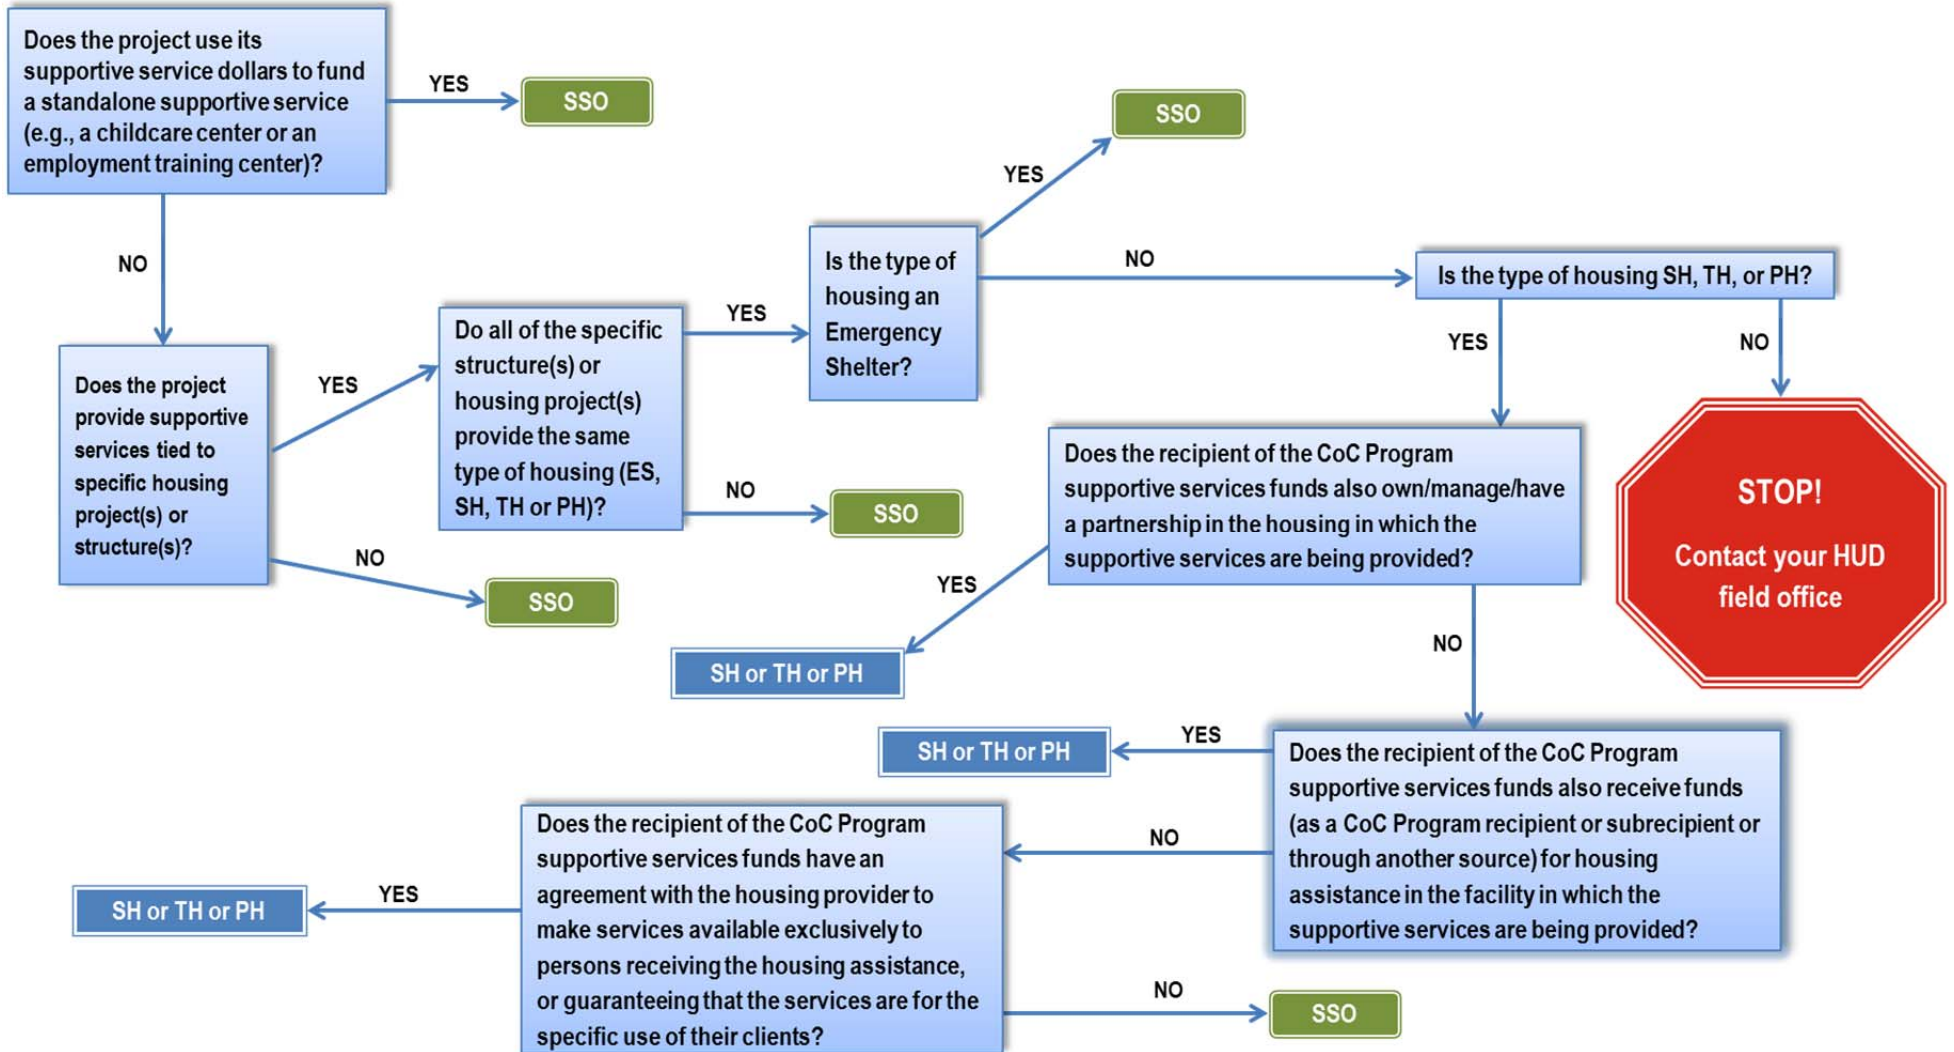 Does the project use its
supportive service dollars to fund
a standalone supportive service
(e.g., a childcare center or an
employment training center)?
YES
SSO
NO
Does the project
provide supportive
services tied to
specific housing
project(s) or
structure(s)?
YES
NO
SSO
Do all of the specific
structure(s) or
housing project(s)
provide the same
type of housing (ES,
SH, TH or PH)?
YES
NO
SSO
Is the type of
housing an
Emergency
Shelter?
YES
SSO
NO
Is the type of housing SH, TH, or PH?
YES
NO
STOP!
Contact your HUD
field office
Does the recipient of the CoC Program
supportive services funds also own/manage/have
a partnership in the housing in which the
supportive services are being provided?
YES
SH or TH or PH
NO
Does the recipient of the CoC Program
supportive services funds also receive funds
(as a CoC Program recipient or subrecipient or
through another source) for housing
assistance in the facility in which the
supportive services are being provided?
YES
SH or TH or PH
NO
Does the recipient of the CoC Program
supportive services funds have an
agreement with the housing provider to
make services available exclusively to
persons receiving the housing assistance,
or guaranteeing that the services are for the
specific use of their clients?
YES
SH or TH or PH
NO
SSO